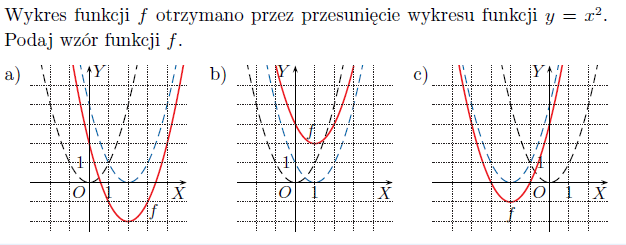 Wykres funkcji f otrzymano przez przesunięcie wykresu funkcji y = x².
Podaj wzór funkcji f.
a) Y b) Y c) Y
f
1 1 1
O 1 X O 1 X O 1 X
f f